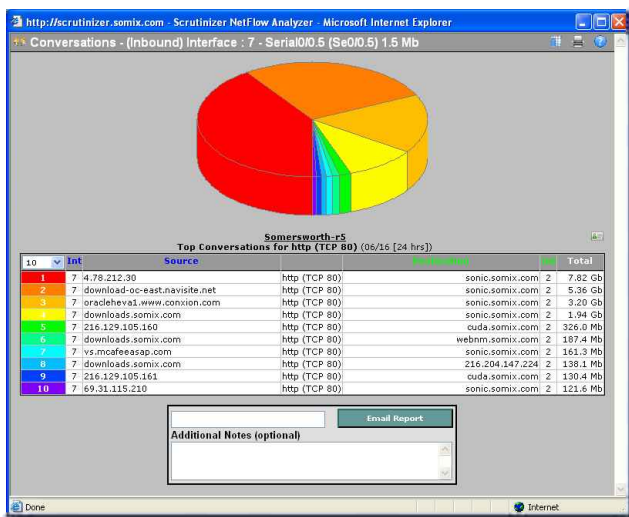 http://scrutinizer.somix.com - Scrutinizer NetFlow Analyzer - Microsoft Internet Explorer
Conversations - (Inbound) Interface : 7 - Serial0/0.5 (Se0/0.5) 1.5 Mb
Somersworth-r5
Top Conversations for http (TCP 80) (06/16 [24 hrs])
10 Int Source Destination Int Total
1 7 4.78.212.30 http (TCP 80) sonic.somix.com 2 7.82 Gb
2 7 download-oc-east.navisite.net http (TCP 80) sonic.somix.com 2 5.36 Gb
3 7 oracleheva1.www.conxion.com http (TCP 80) sonic.somix.com 2 3.20 Gb
4 7 downloads.somix.com http (TCP 80) sonic.somix.com 2 1.94 Gb
5 7 216.129.105.160 http (TCP 80) cuda.somix.com 2 326.0 Mb
6 7 downloads.somix.com http (TCP 80) webnm.somix.com 2 187.4 Mb
7 7 vs.mcafeeasap.com http (TCP 80) sonic.somix.com 2 161.3 Mb
8 7 downloads.somix.com http (TCP 80) 216.204.147.224 2 138.1 Mb
9 7 216.129.105.161 http (TCP 80) cuda.somix.com 2 130.4 Mb
10 7 69.31.115.210 http (TCP 80) sonic.somix.com 2 121.6 Mb
Email Report
Additional Notes (optional)
Done
Internet